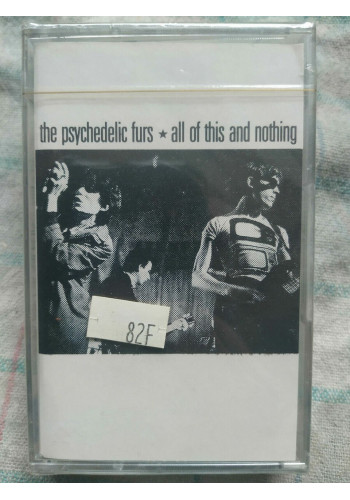 the psychedelic furs ★ all of this and nothing
82F